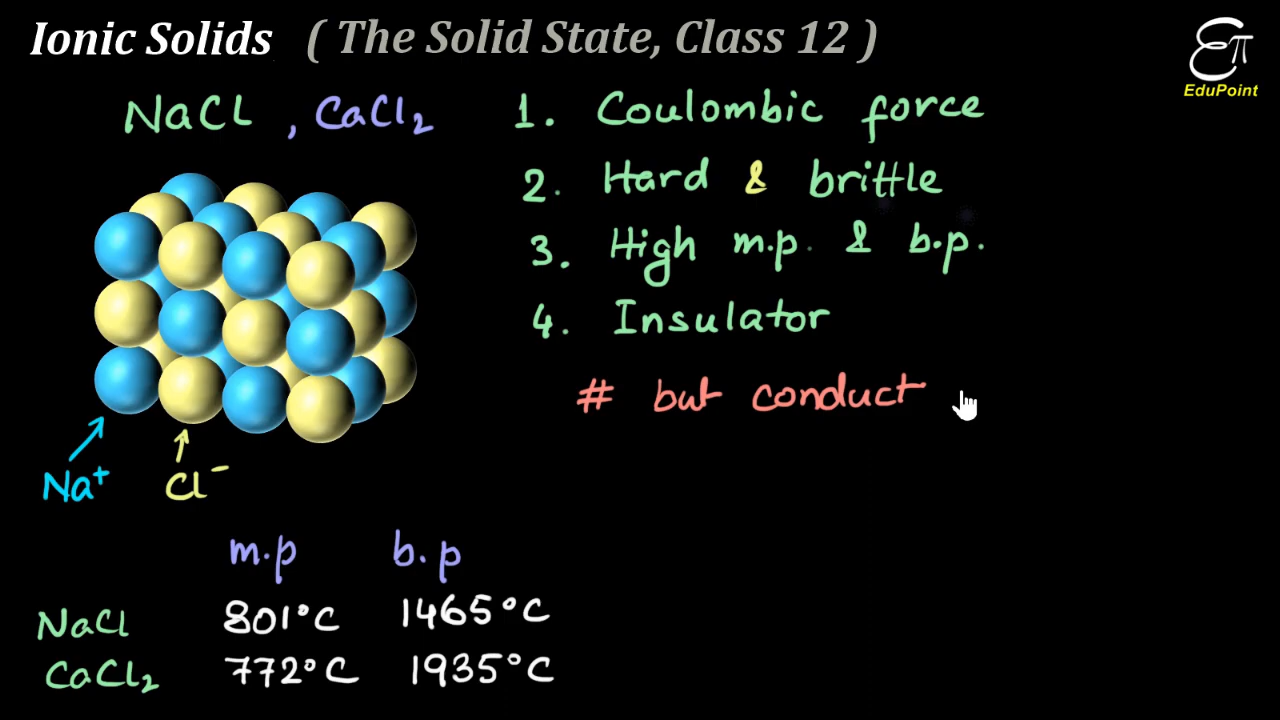 Ionic Solids ( The Solid State, Class 12 )
Eπ
EduPoint
NaCl , CaCl₂
1. Coulombic force
2. Hard & brittle
3. High m.p. & b.p.
4. Insulator
# but conduct
Na⁺ Cl⁻
m.p b.p
NaCl 801°C 1465°C
CaCl₂ 772°C 1935°C